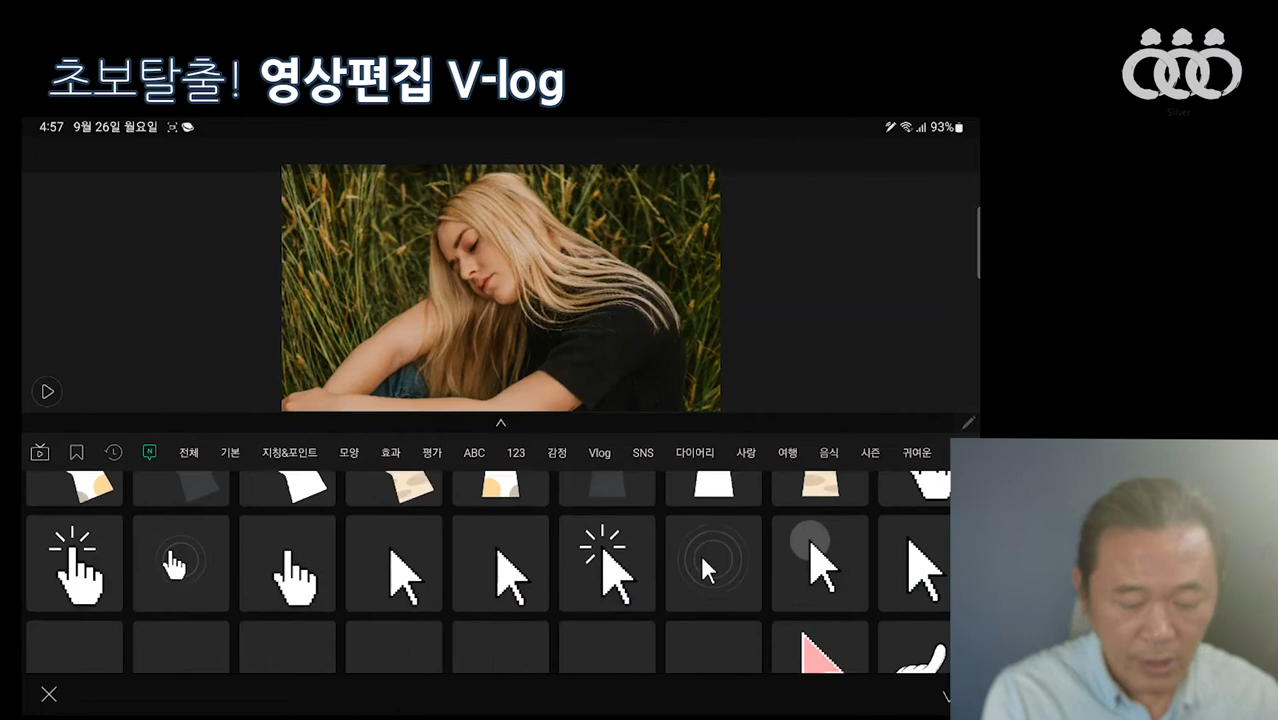 초보탈출! 영상편집 V-log
Silver
4:57 9월 26일 월요일 93%
N 전체 기본 지칭&포인트 모양 효과 평가 ABC 123 감정 Vlog SNS 다이어리 사랑 여행 음식 시즌 귀여운